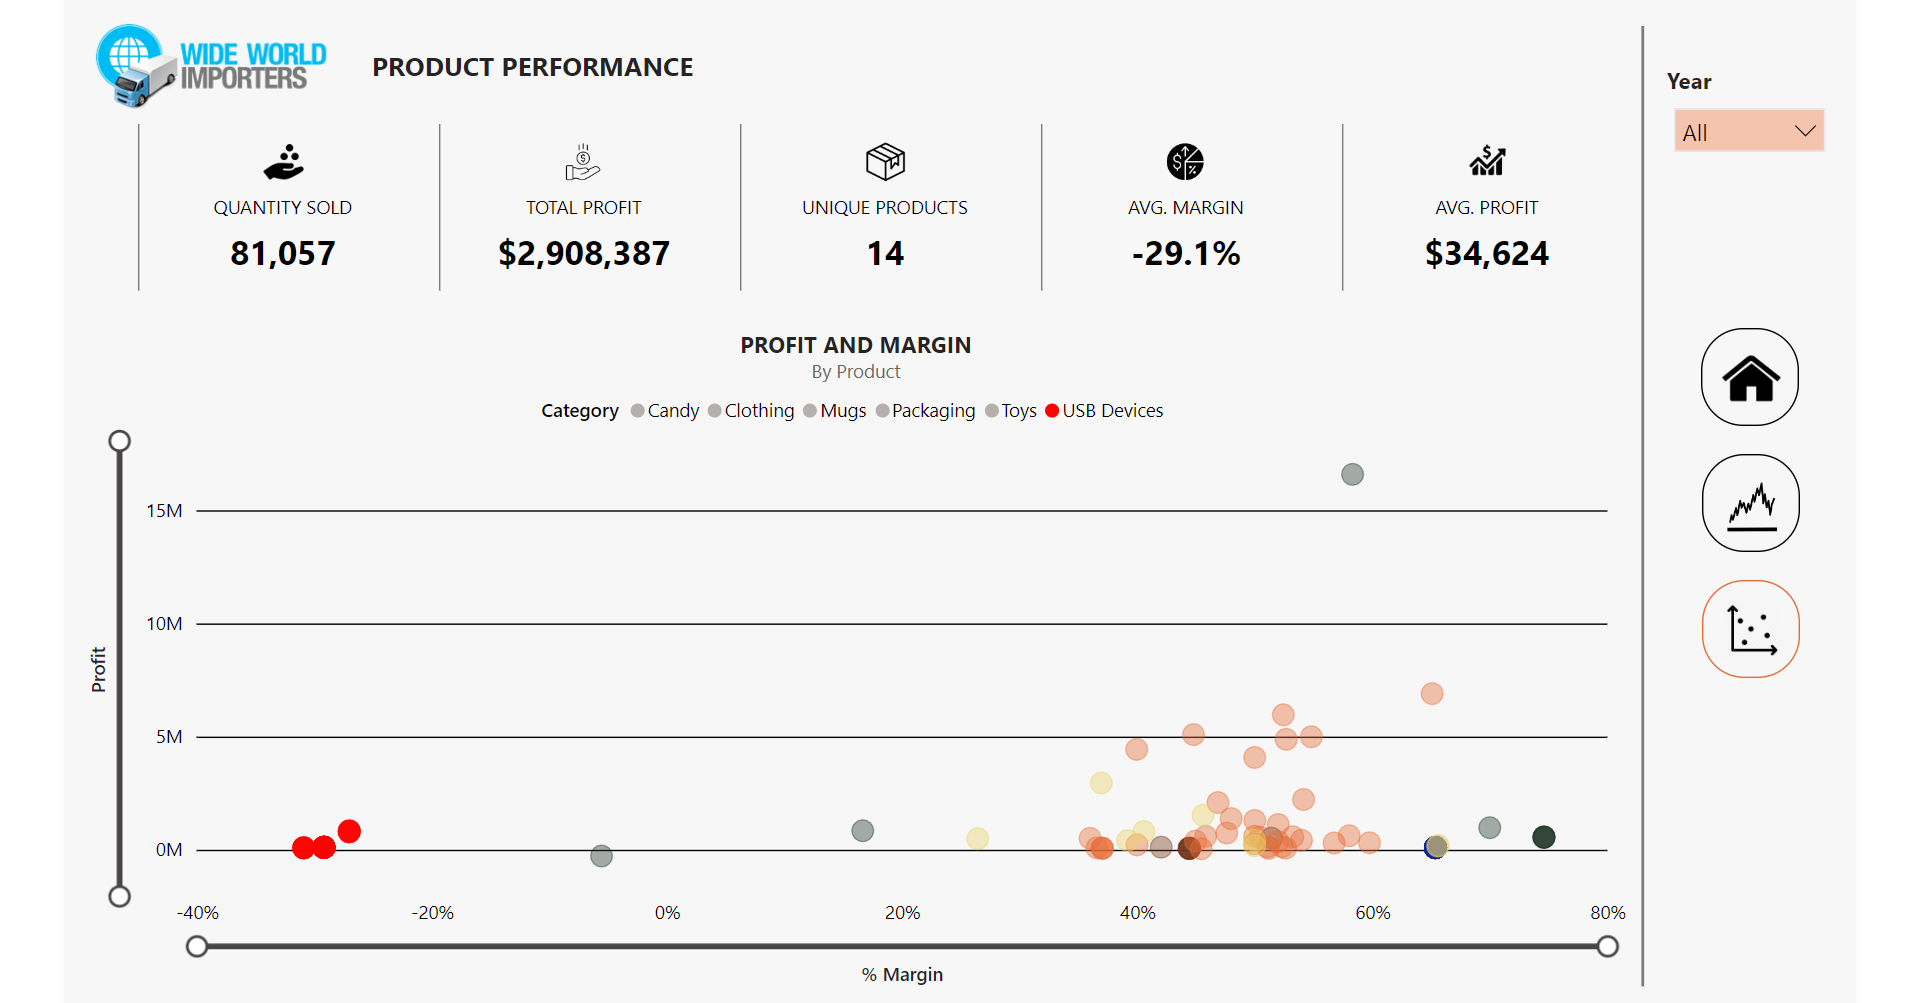 WIDE WORLD
IMPORTERS
PRODUCT PERFORMANCE
Year
All
QUANTITY SOLD
81,057
TOTAL PROFIT
$2,908,387
UNIQUE PRODUCTS
14
AVG. MARGIN
-29.1%
AVG. PROFIT
$34,624
PROFIT AND MARGIN
By Product
Category Candy Clothing Mugs Packaging Toys USB Devices
Profit
15M
10M
5M
0M
-40% -20% 0% 20% 40% 60% 80%
% Margin